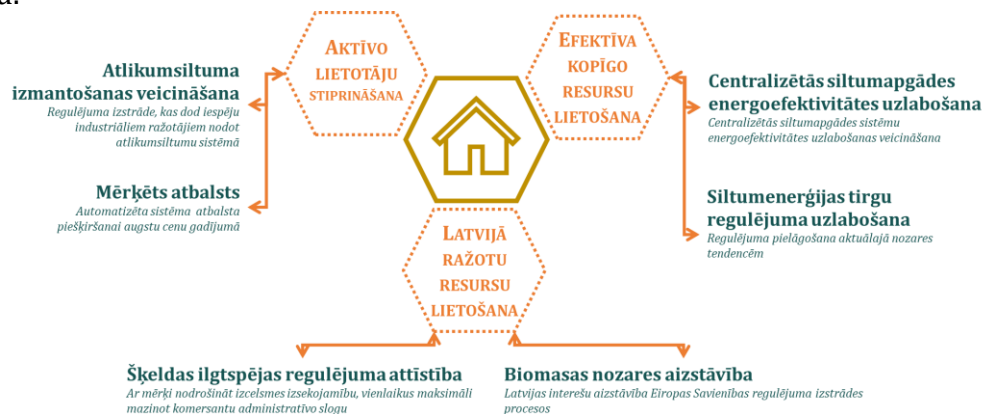 a.
AKTĪVO
LIETOTĀJU
STIPRINĀŠANA
EFEKTĪVA
KOPĪGO
RESURSU
LIETOŠANA
Atlikumsiltuma
izmantošanas veicināšana
Regulējuma izstrāde, kas dod iespēju
industriāliem ražotājiem nodot
atlikumsiltumu sistēmā
Mērķēts atbalsts
Automatizēta sistēma atbalsta
piešķiršanai augstu cenu gadījumā
Centralizētās siltumapgādes
energoefektivitātes uzlabošana
Centralizētās siltumapgādes sistēmu
energoefektivitātes uzlabošanas veicināšana
Siltumenerģijas tirgu
regulējuma uzlabošana
Regulējuma pielāgošana aktuālajā nozares
tendencēm
LATVIJĀ
RAŽOTU
RESURSU
LIETOŠANA
Šķeldas ilgtspējas regulējuma attīstība
Ar mērķi nodrošināt izcelsmes izsekojamību, vienlaikus maksimāli
mazinot komersantu administratīvo slogu
Biomasas nozares aizstāvība
Latvijas interešu aizstāvība Eiropas Savienības regulējuma izstrādes
procesos